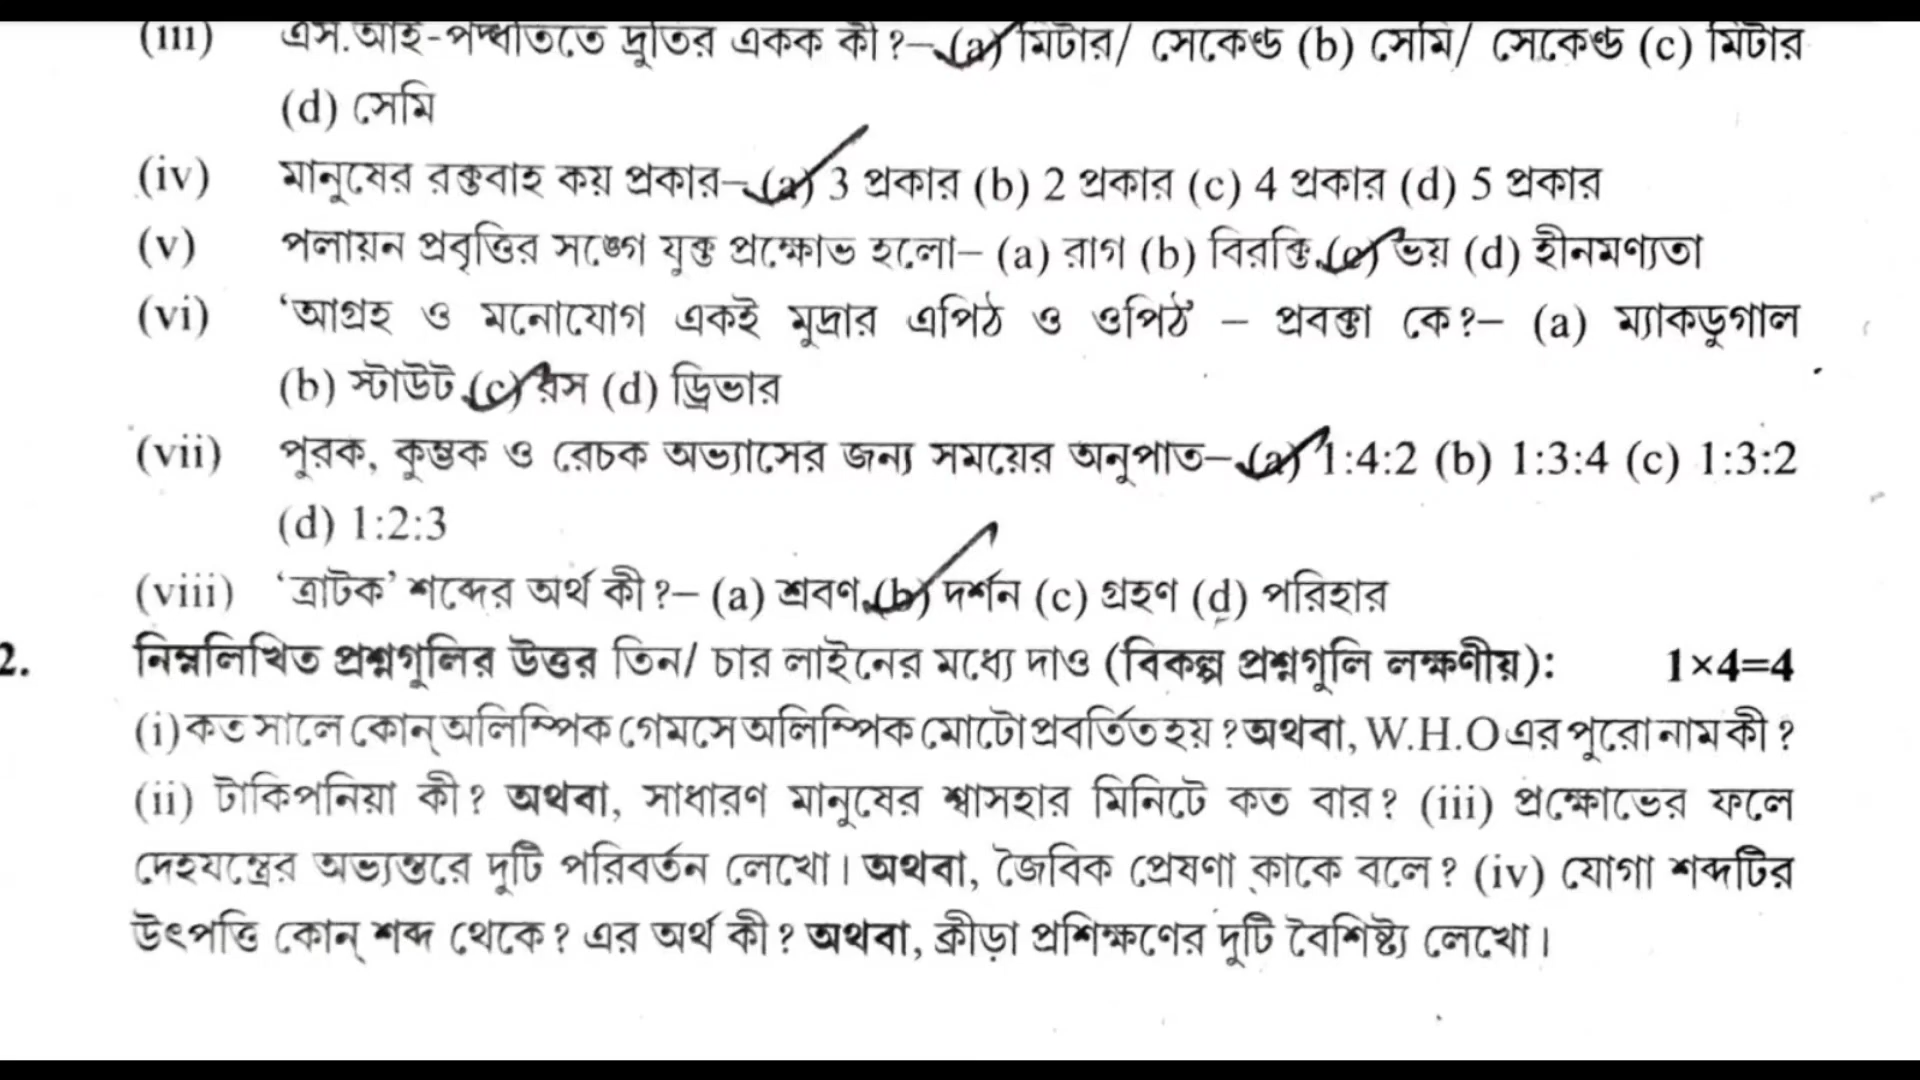 (iii) এস.আই-পদ্ধতিতে দ্রুতির একক কী?– (a) মিটার/ সেকেণ্ড (b) সেমি/ সেকেণ্ড (c) মিটার
(d) সেমি
(iv) মানুষের রক্তবাহ কয় প্রকার– (a) 3 প্রকার (b) 2 প্রকার (c) 4 প্রকার (d) 5 প্রকার
(v) পলায়ন প্রবৃত্তির সঙ্গে যুক্ত প্রক্ষোভ হলো– (a) রাগ (b) বিরক্তি (c) ভয় (d) হীনমণ্যতা
(vi) ‘আগ্রহ ও মনোযোগ একই মুদ্রার এপিঠ ও ওপিঠ’ – প্রবক্তা কে?– (a) ম্যাকডুগাল
(b) স্টাউট (c) রস (d) ড্রিভার
(vii) পুরক, কুম্ভক ও রেচক অভ্যাসের জন্য সময়ের অনুপাত– (a) 1:4:2 (b) 1:3:4 (c) 1:3:2
(d) 1:2:3
(viii) ‘ত্রাটক’ শব্দের অর্থ কী?– (a) শ্রবণ (b) দর্শন (c) গ্রহণ (d) পরিহার
2. নিম্নলিখিত প্রশ্নগুলির উত্তর তিন/ চার লাইনের মধ্যে দাও (বিকল্প প্রশ্নগুলি লক্ষণীয়): 1×4=4
(i) কত সালে কোন্ অলিম্পিক গেমসে অলিম্পিক মোটো প্রবর্তিত হয়? অথবা, W.H.O এর পুরো নাম কী?
(ii) টাকিপনিয়া কী? অথবা, সাধারণ মানুষের শ্বাসহার মিনিটে কত বার? (iii) প্রক্ষোভের ফলে
দেহযন্ত্রের অভ্যন্তরে দুটি পরিবর্তন লেখো। অথবা, জৈবিক প্রেষণা কাকে বলে? (iv) যোগা শব্দটির
উৎপত্তি কোন্ শব্দ থেকে? এর অর্থ কী? অথবা, ক্রীড়া প্রশিক্ষণের দুটি বৈশিষ্ট্য লেখো।